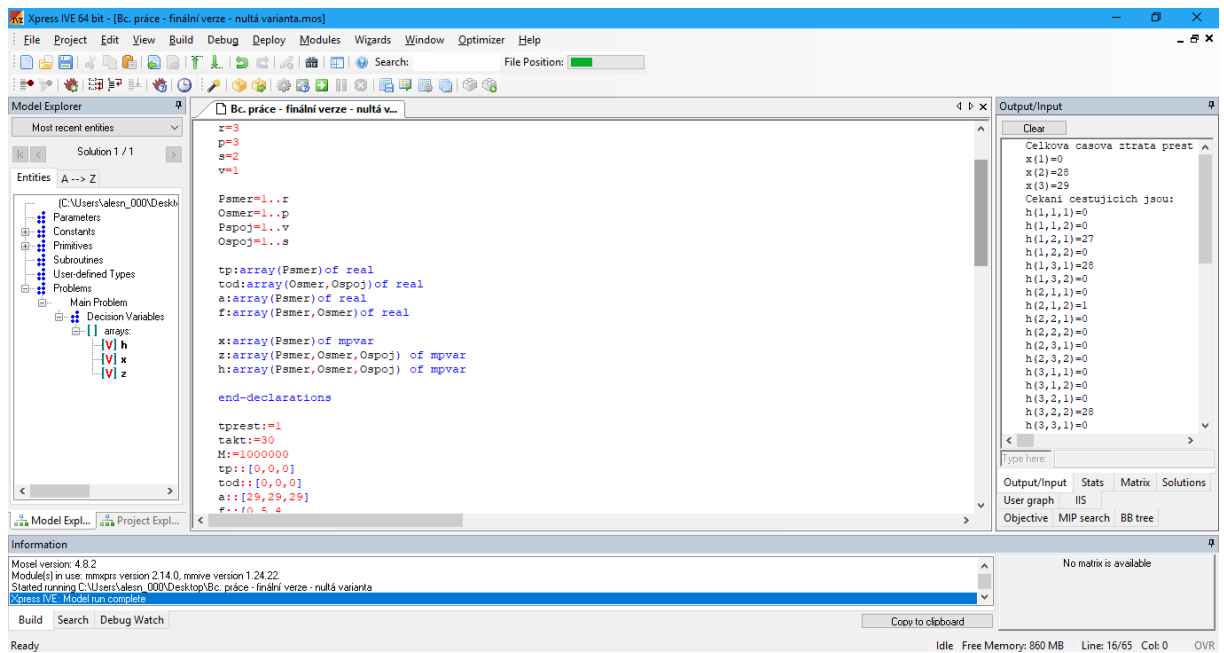 Xpress IVE 64 bit - [Bc. práce - finální verze - nultá varianta.mos]
File Project Edit View Build Debug Deploy Modules Wizards Window Optimizer Help
Search: File Position:
Model Explorer
Most recent entities
Solution 1 / 1
Entities A --> Z
(C:\Users\alesn_000\Deskto
Parameters
Constants
Primitives
Subroutines
User-defined Types
Problems
Main Problem
Decision Variables
arrays:
[V] h
[V] x
[V] z
Model Expl... Project Expl...
Bc. práce - finální verze - nultá v...
r=3
p=3
s=2
v=1
Psmer=1..r
Osmer=1..p
Pspoj=1..v
Ospoj=1..s
tp:array(Psmer)of real
tod:array(Osmer,Ospoj)of real
a:array(Psmer)of real
f:array(Psmer,Osmer)of real
x:array(Psmer)of mpvar
z:array(Psmer,Osmer,Ospoj) of mpvar
h:array(Psmer,Osmer,Ospoj) of mpvar
end-declarations
tprest:=1
takt:=30
M:=1000000
tp::[0,0,0]
tod::[0,0,0]
a::[29,29,29]
f::[0,5,4
Output/Input
Clear
Celkova casova ztrata prest
x(1)=0
x(2)=28
x(3)=29
Cekani cestujicich jsou:
h(1,1,1)=0
h(1,1,2)=0
h(1,2,1)=27
h(1,2,2)=0
h(1,3,1)=28
h(1,3,2)=0
h(2,1,1)=0
h(2,1,2)=1
h(2,2,1)=0
h(2,2,2)=0
h(2,3,1)=0
h(2,3,2)=0
h(3,1,1)=0
h(3,1,2)=0
h(3,2,1)=0
h(3,2,2)=28
h(3,3,1)=0
Type here:
Output/Input Stats Matrix Solutions
User graph IIS
Objective MIP search BB tree
Information
Mosel version: 4.8.2
Module(s) in use: mmxprs version 2.14.0, mmive version 1.24.22.
Started running C:\Users\alesn_000\Desktop\Bc. práce - finální verze - nultá varianta
Xpress IVE: Model run complete
No matrix is available
Build Search Debug Watch
Copy to clipboard
Ready
Idle Free Memory: 860 MB Line: 16/65 Col: 0 OVR